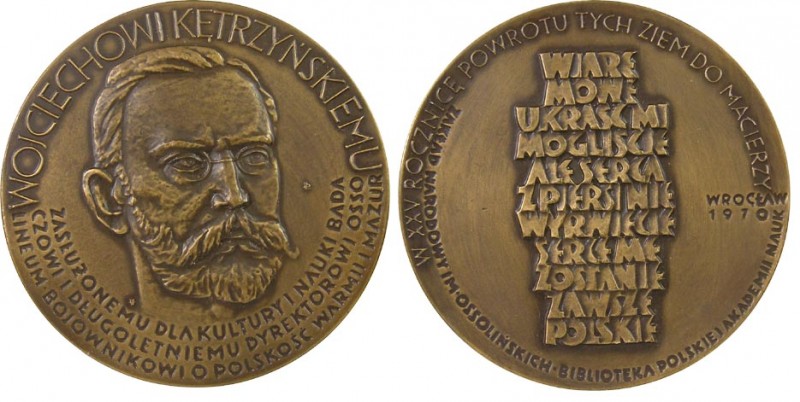 WOJCIECHOWI KĘTRZYŃSKIEMU
ZASŁUŻONEMU DLA KULTURY I NAUKI BADA
CZOWI I DŁUGOLETNIEMU DYREKTOROWI OSSO
LINEUM BOJOWNIKOWI O POLSKOŚĆ WARMII I MAZUR
W XXV ROCZNICĘ POWROTU TYCH ZIEM DO MACIERZY
WIARĘ
MOWĘ
UKRAŚĆ MI
MOGLIŚCIE
ALE SERCA
Z PJERSI NIE
WYRWIECIE
SERCE ME
ZOSTANIE
ZAWSZE
POLSKIE
WROCŁAW
1970
ZAKŁAD NARODOWY IM·OSSOLIŃSKICH·BIBLIOTEKA POLSKIEJ AKADEMII NAUK